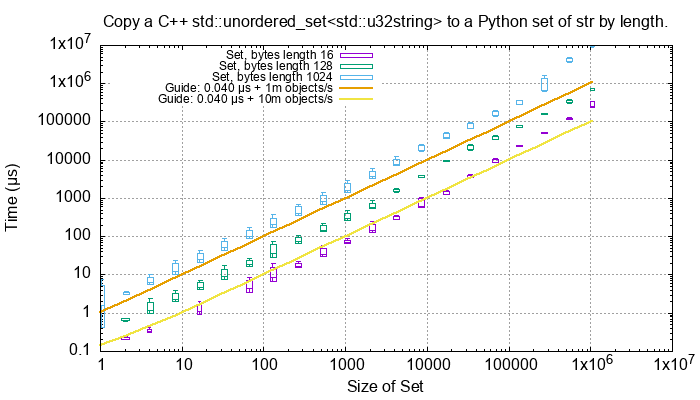 Copy a C++ std::unordered_set<std::u32string> to a Python set of str by length.
Set, bytes length 16
Set, bytes length 128
Set, bytes length 1024
Guide: 0.040 µs + 1m objects/s
Guide: 0.040 µs + 10m objects/s
Time (µs)
1x10^7
1x10^6
100000
10000
1000
100
10
1
0.1
1 10 100 1000 10000 100000 1x10^6 1x10^7
Size of Set